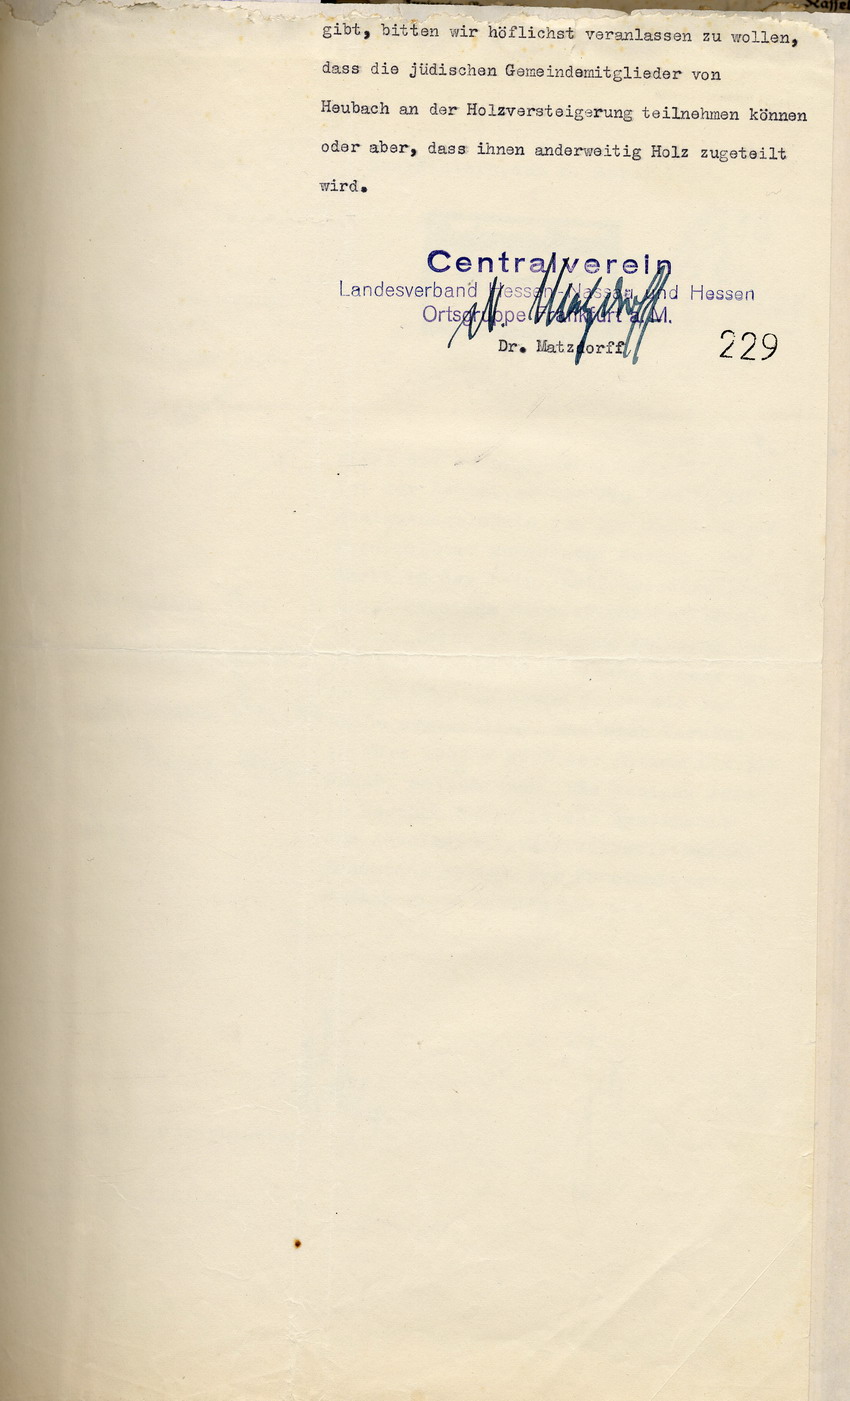 gibt, bitten wir höflichst veranlassen zu wollen,
dass die jüdischen Gemeindemitglieder von
Heubach an der Holzversteigerung teilnehmen können
oder aber, dass ihnen anderweitig Holz zugeteilt
wird.
Centralverein
Landesverband Hessen-Nassau und Hessen
Ortsgruppe Frankfurt a. M.
Dr. Matzdorff
229